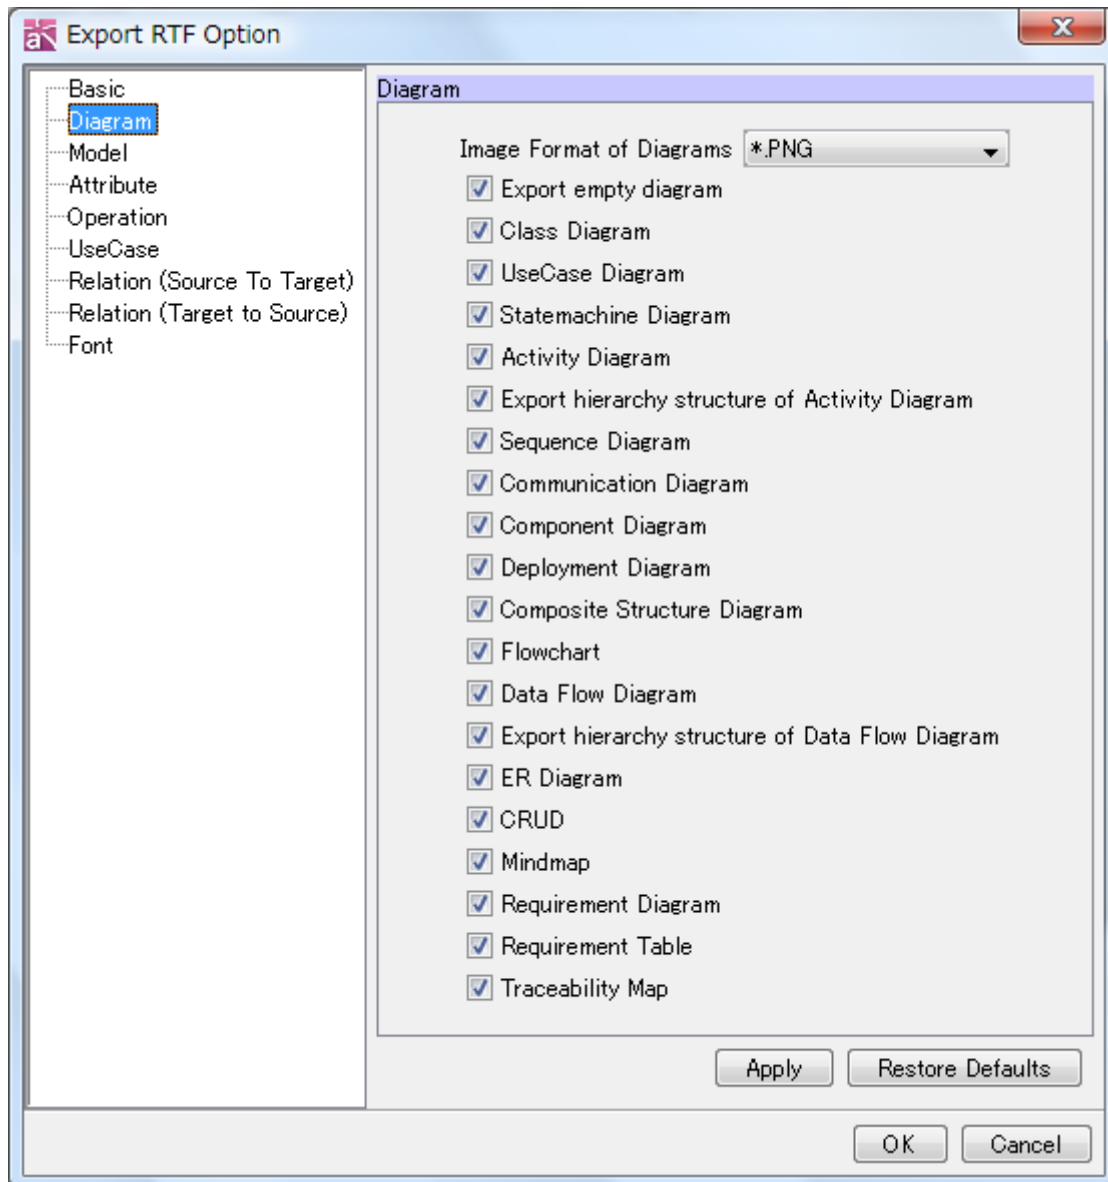 Export RTF Option
Basic
Diagram
Model
Attribute
Operation
UseCase
Relation (Source To Target)
Relation (Target to Source)
Font
Diagram
Image Format of Diagrams *.PNG
Export empty diagram
Class Diagram
UseCase Diagram
Statemachine Diagram
Activity Diagram
Export hierarchy structure of Activity Diagram
Sequence Diagram
Communication Diagram
Component Diagram
Deployment Diagram
Composite Structure Diagram
Flowchart
Data Flow Diagram
Export hierarchy structure of Data Flow Diagram
ER Diagram
CRUD
Mindmap
Requirement Diagram
Requirement Table
Traceability Map
Apply Restore Defaults
OK Cancel